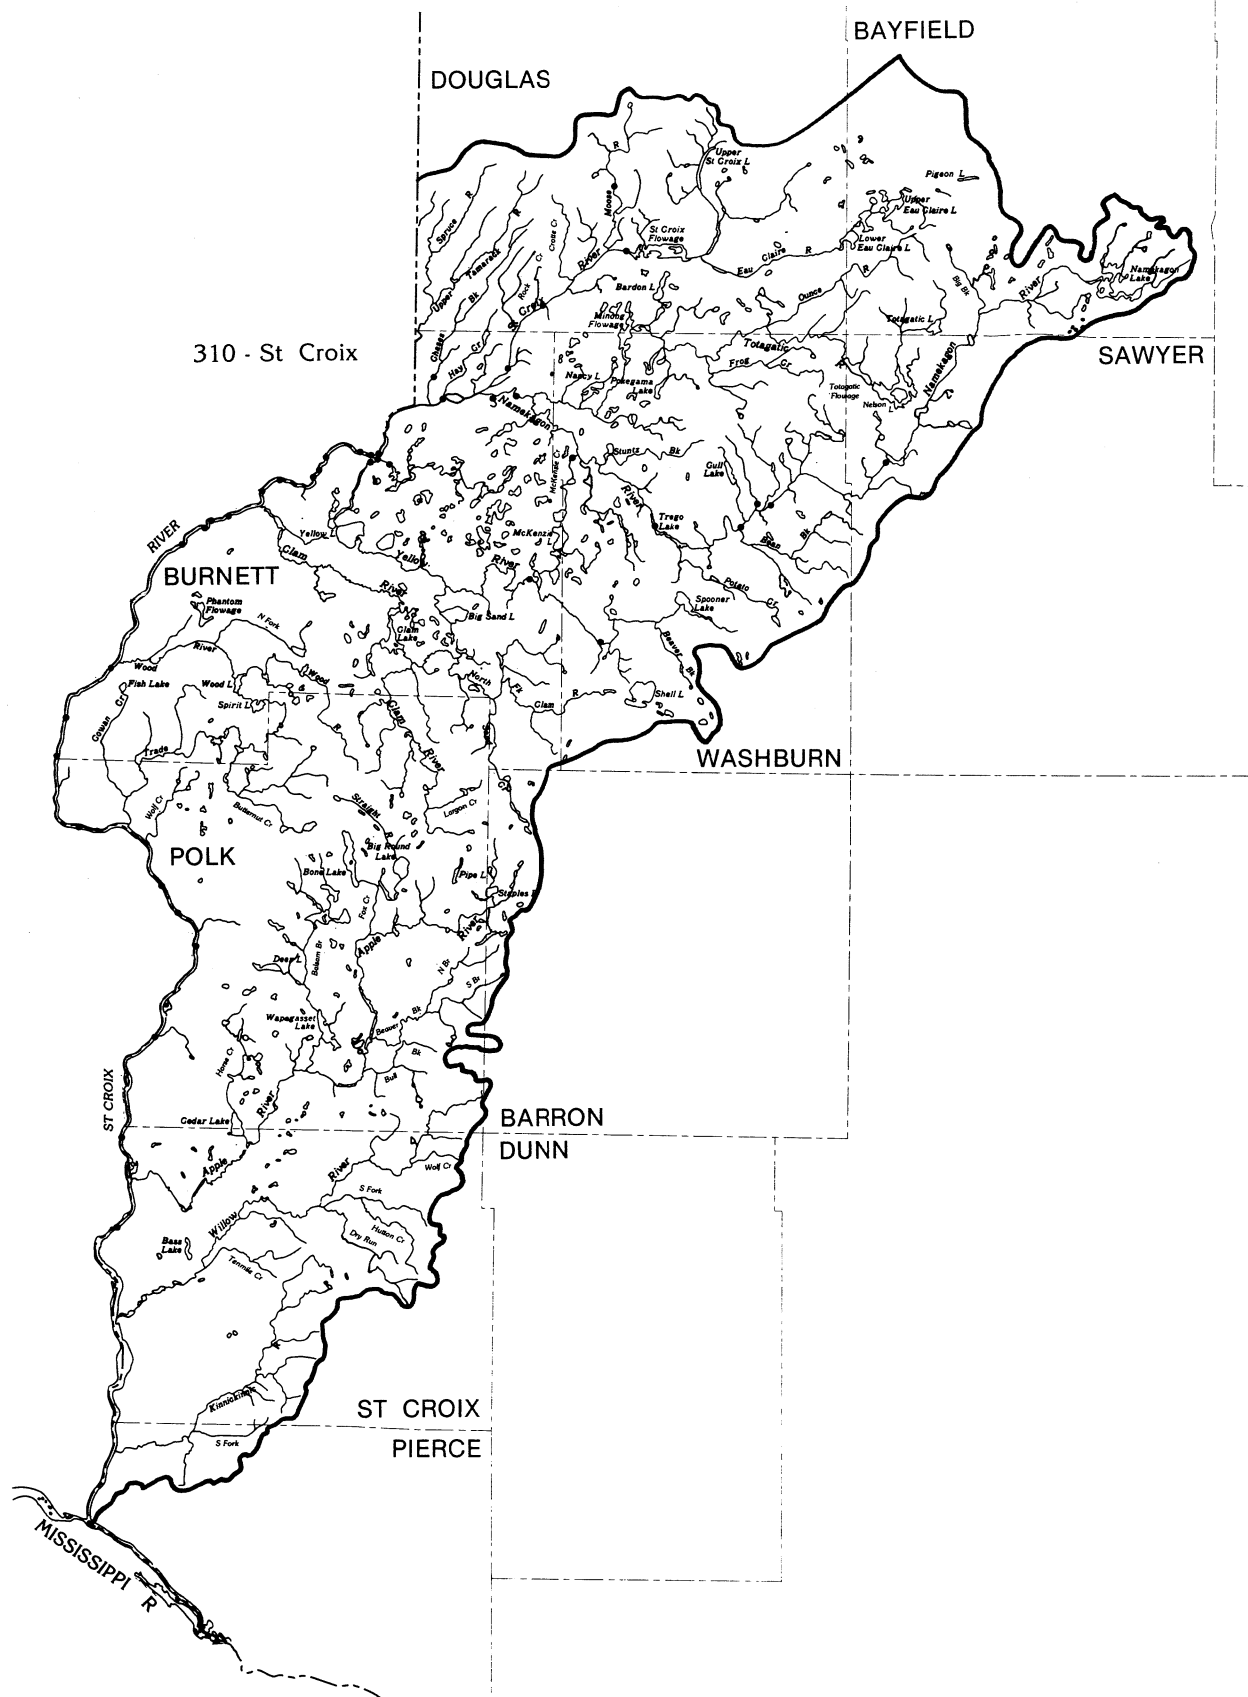 BAYFIELD
DOUGLAS
Upper
St Croix L
Pigeon L
Upper
Eau Claire L
Spruce R
R
Moose
R
Crotte Cr
St Croix
Flowage
River
Lower
Eau Claire L
Eau Claire R
Upper Tamarack
R
Namekagon
Lake
River
Big Bk
Bardon L
Ounce R
Rock Cr
Bk
Chases
Hay Cr
Minong
Flowage
Totagatic L
Totagatic
R
Frog Cr
310 - St Croix
SAWYER
Nancy L
Pokegama
Lake
Totogatic
Flowage
Nelson L
Namekagon
Namekagon
Stuntz Bk
McKenzie Cr
Gull
Lake
River
Trego
Lake
Bean Bk
Yellow L
McKenzie
L
RIVER
Clam
Yellow
River
River
BURNETT
Phantom
Flowage
N Fork
Clam
Lake
Big Sand L
Potato Cr
Spooner
Lake
Beaver Bk
River
Wood
Fish Lake
Wood L
Wood
R
Spirit L
North
Fk
Clam R
Shell L
Cowan Cr
Clam
River
Trade
WASHBURN
Wolf Cr
Butternut Cr
Straight
R
Largon Cr
POLK
Big Round
Lake
Bone Lake
Pipe L
Staples L
Fox Cr
Apple
River
Balsam Br
Deer L
N Br
S Br
Wapagasset
Lake
Beaver Bk
Horse Cr
Bull Bk
ST CROIX
River
Cedar Lake
BARRON
DUNN
Apple
River
Wolf Cr
S Fork
Willow
Hutton Cr
Dry Run
Bass
Lake
Tenmile Cr
Kinnickinnic
R
ST CROIX
S Fork
PIERCE
MISSISSIPPI R